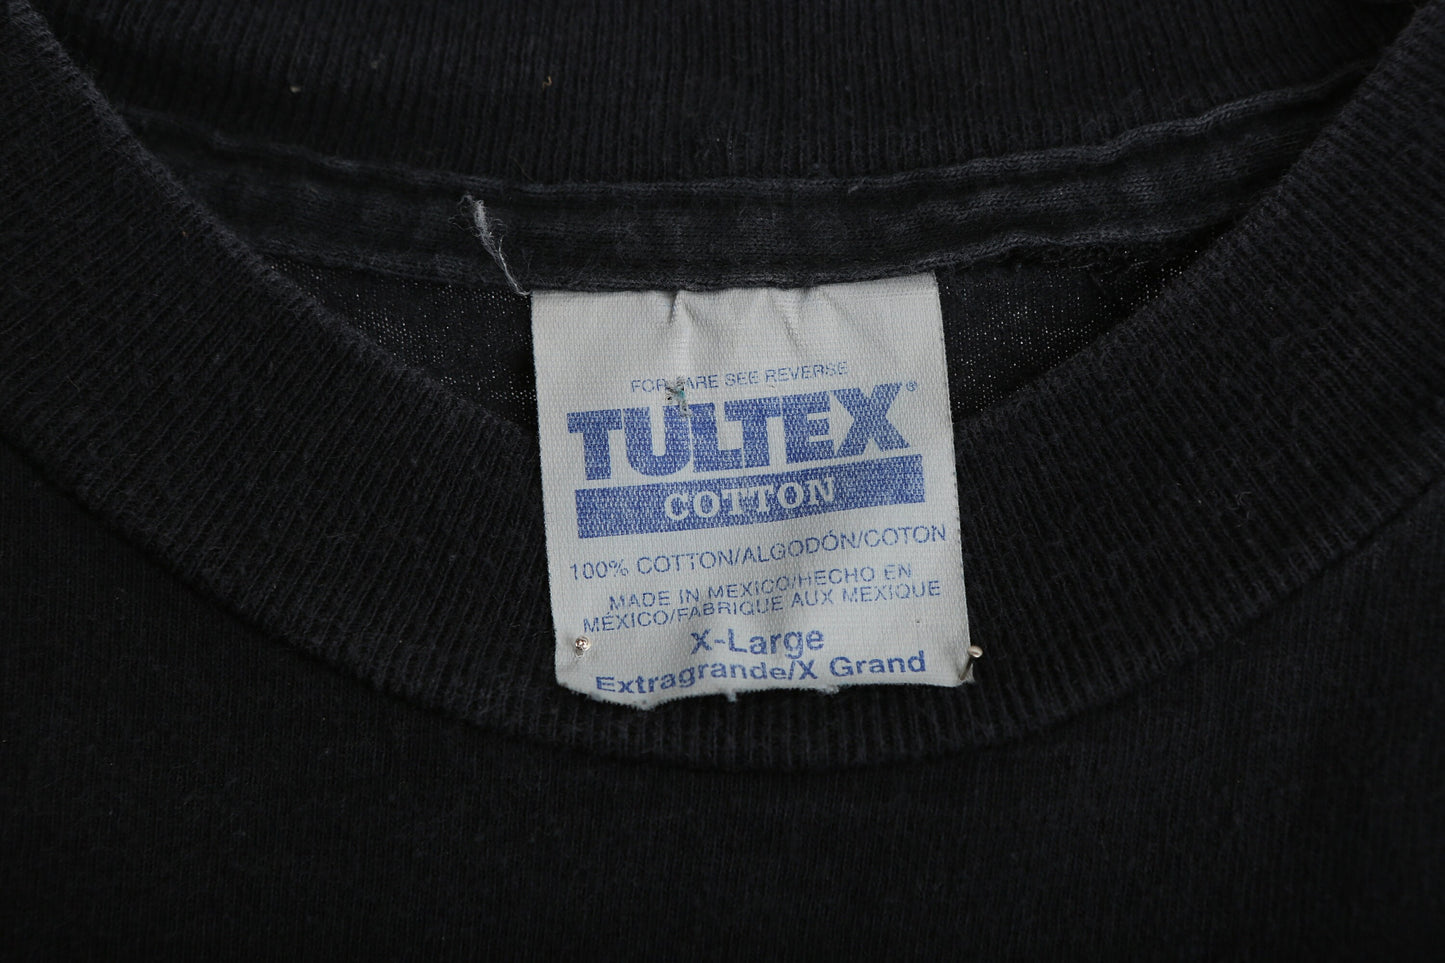 FOR CARE SEE REVERSE
TULTEX®
COTTON
100% COTTON/ALGODÓN/COTON
MADE IN MEXICO/HECHO EN
MÉXICO/FABRIQUE AUX MEXIQUE
X-Large
Extragrande/X Grand